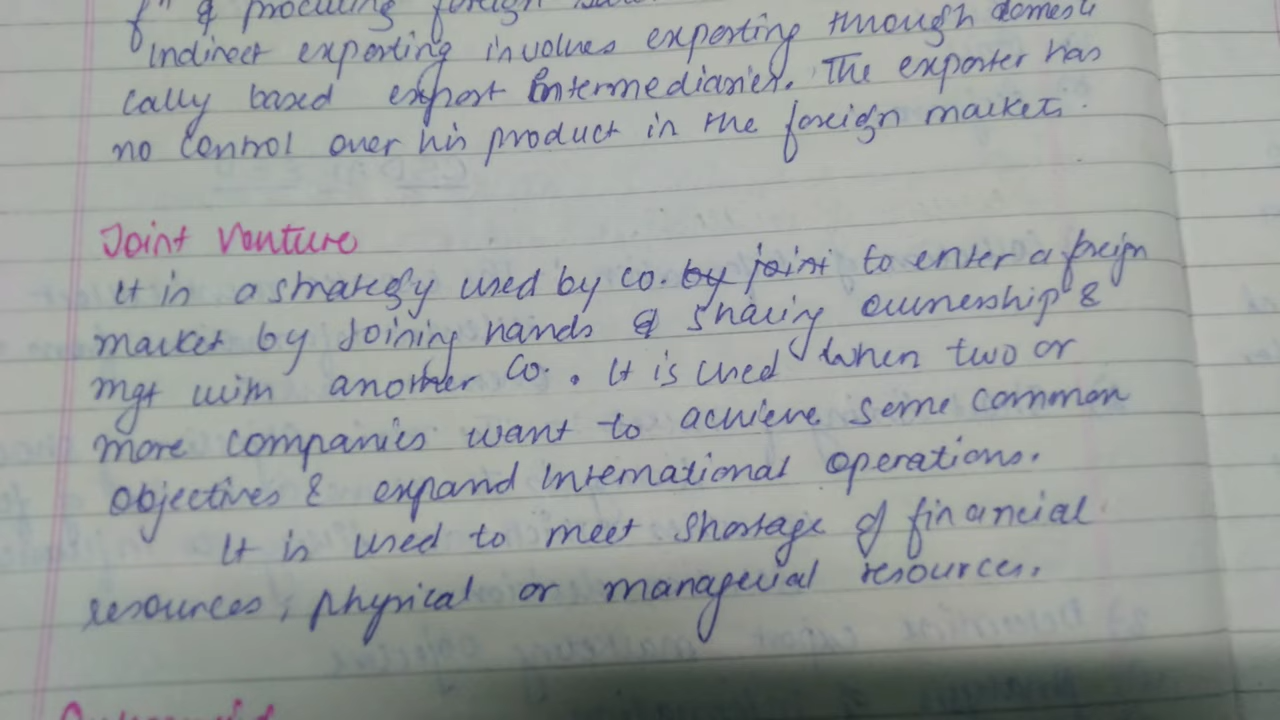 & procuring foreign
Indirect exporting involves exporting through domesti
cally based export intermediaries. The exporter has
no control over his product in the foreign markets.
Joint Venture
It is a strategy used by co. by joint to enter a foreign
market by Joining hands & sharing ownership &
mgt with another Co. . It is used when two or
more companies want to achieve some common
objectives & expand International operations.
It is used to meet shortage of financial
resources, physical or managerial resources.